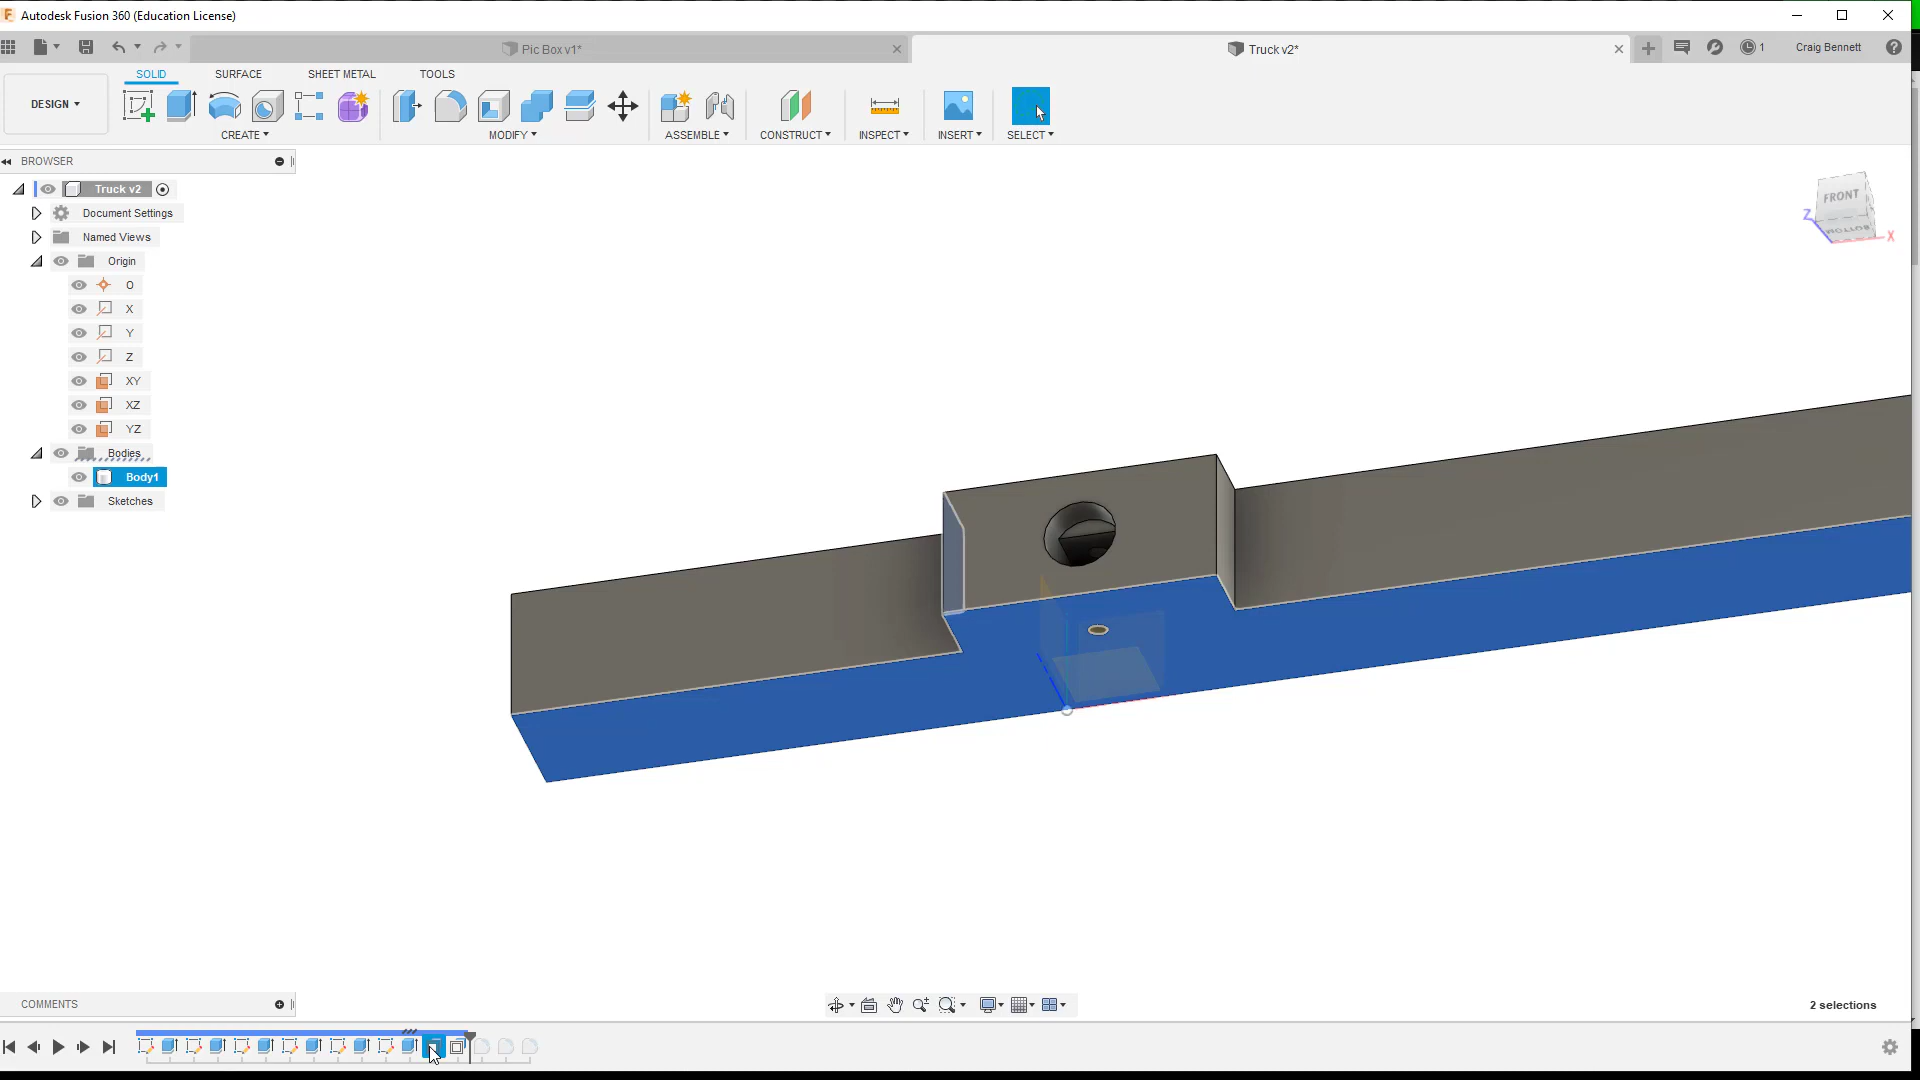 Autodesk Fusion 360 (Education License)
Pic Box v1*
Truck v2*
1
Craig Bennett
SOLID
SURFACE
SHEET METAL
TOOLS
DESIGN
CREATE
MODIFY
ASSEMBLE
CONSTRUCT
INSPECT
INSERT
SELECT
BROWSER
Truck v2
Document Settings
Named Views
Origin
O
X
Y
Z
XY
XZ
YZ
Bodies
Body1
Sketches
FRONT
BOTTOM
Z
X
COMMENTS
2 selections